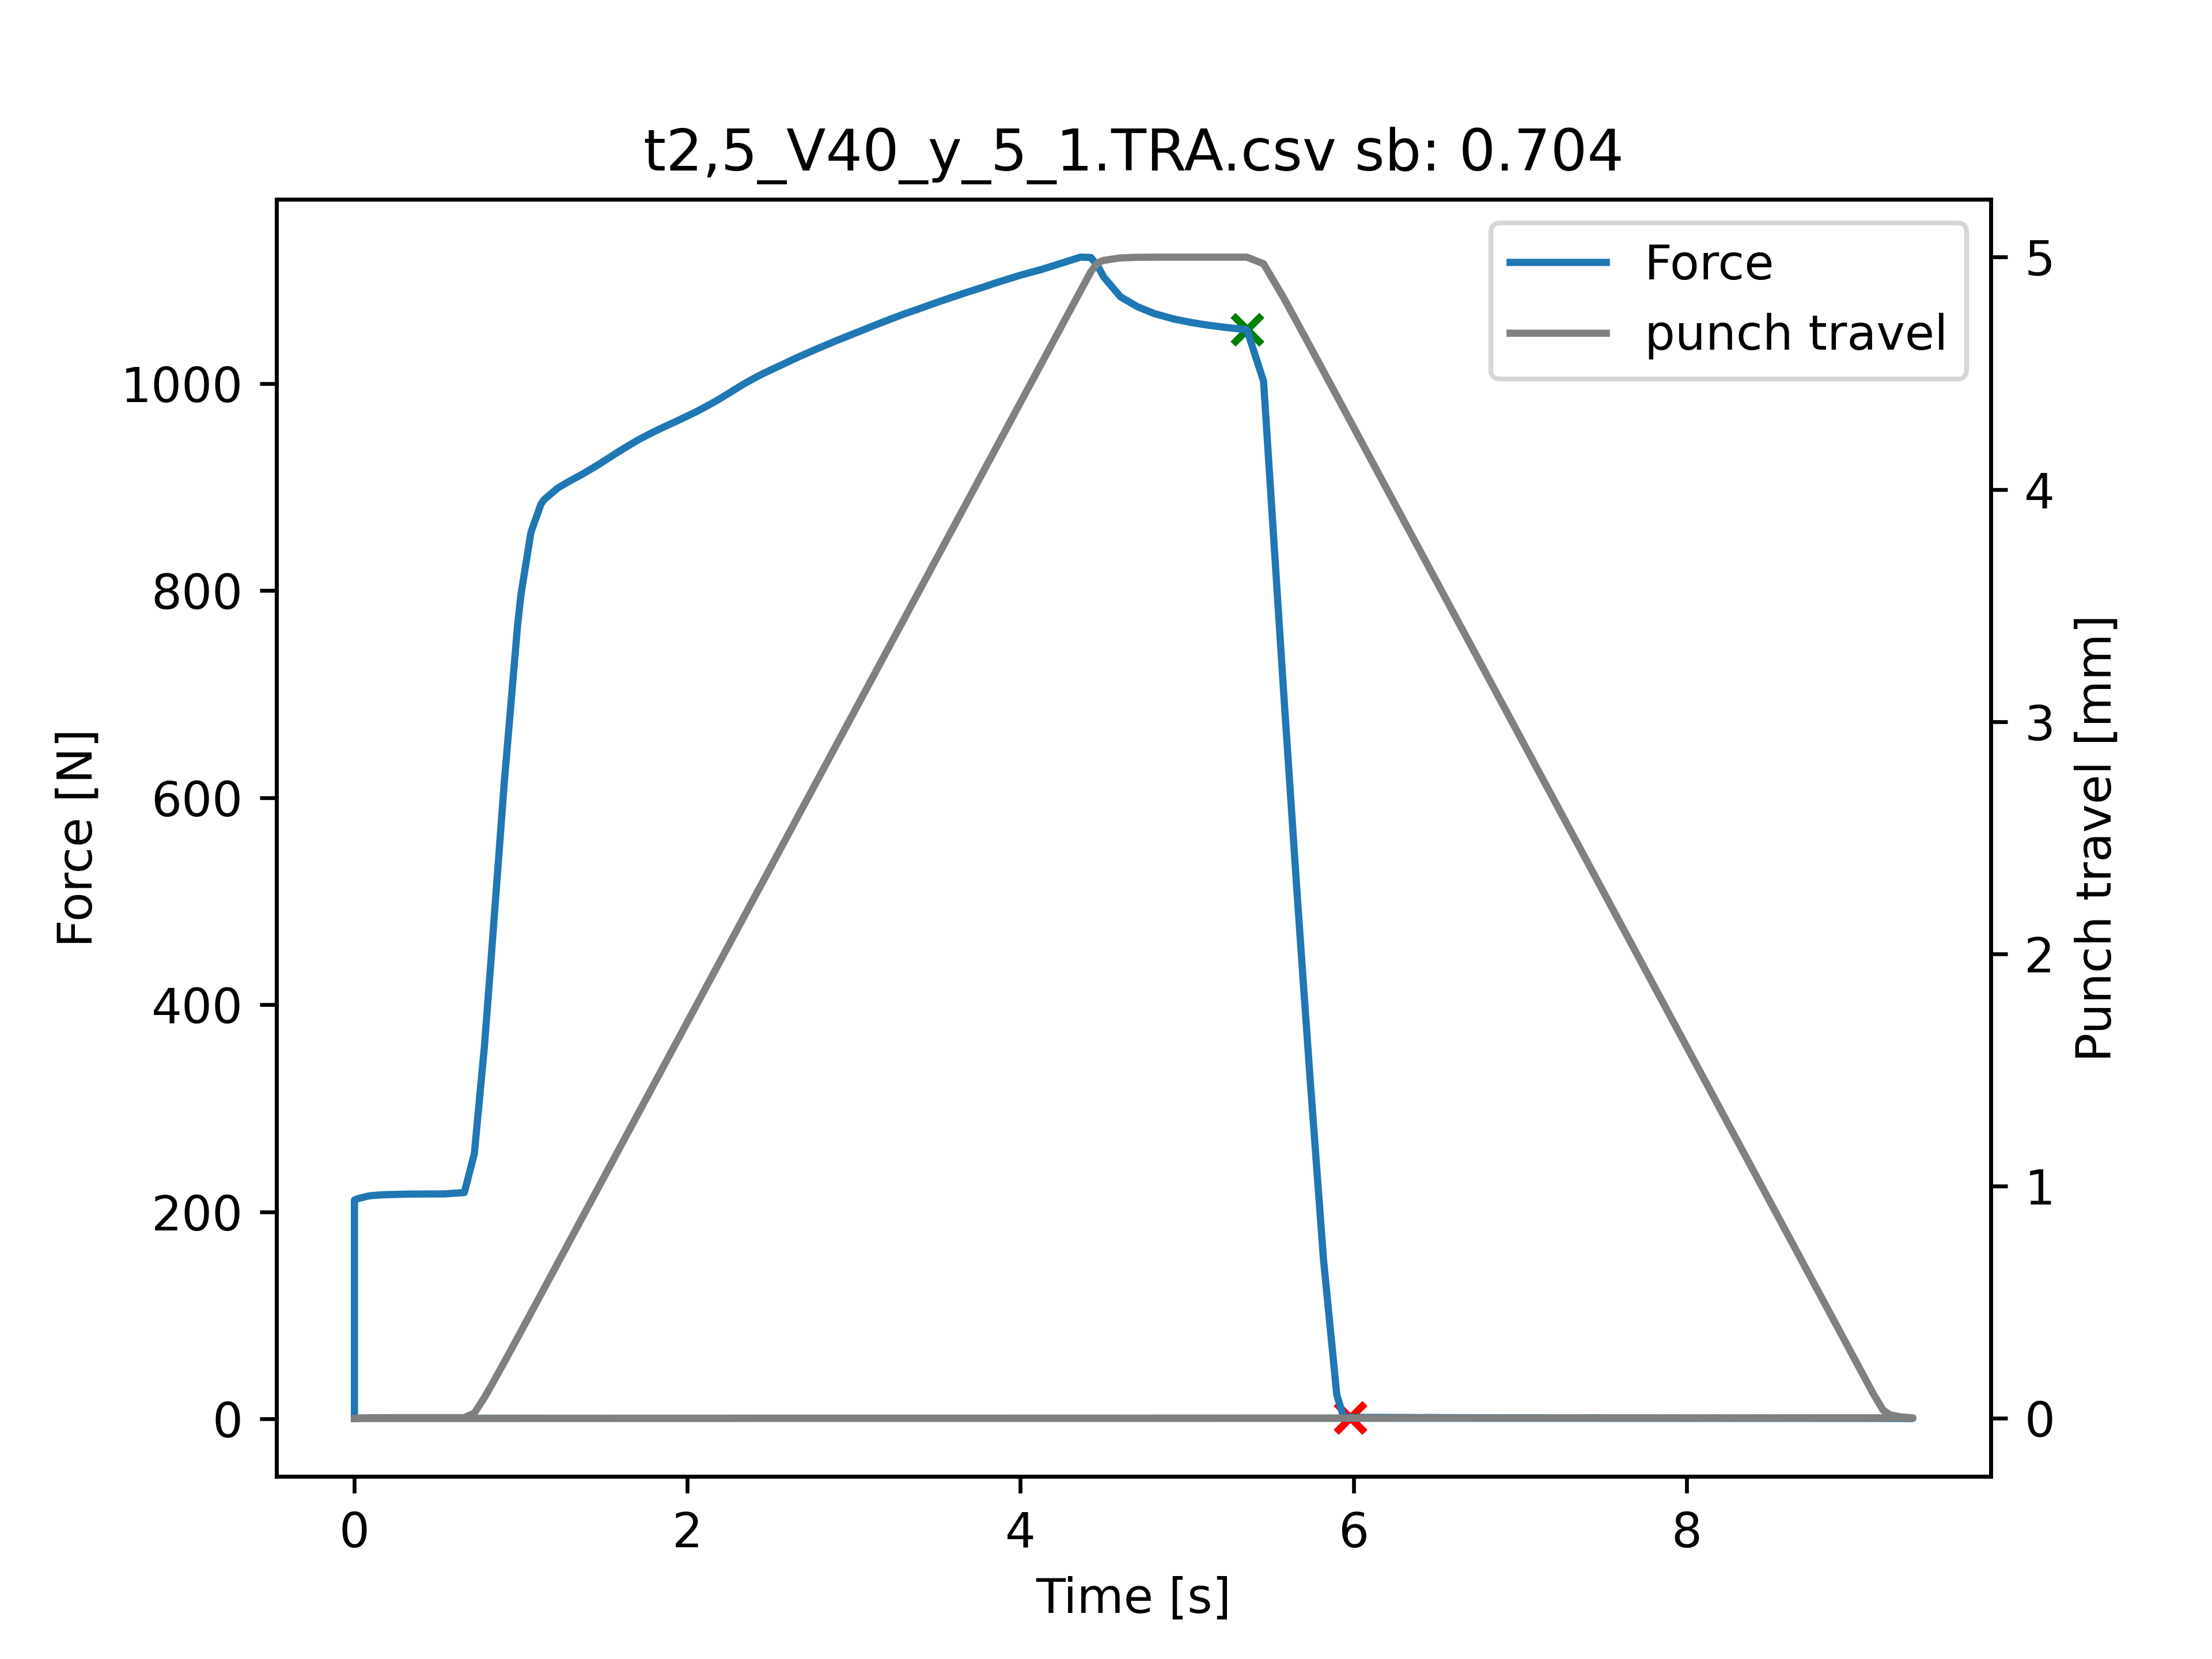 t2,5_V40_y_5_1.TRA.csv sb: 0.704
Force
punch travel
Force [N]
1000
800
600
400
200
0
5
4
3
2
1
0
Punch travel [mm]
0 2 4 6 8
Time [s]